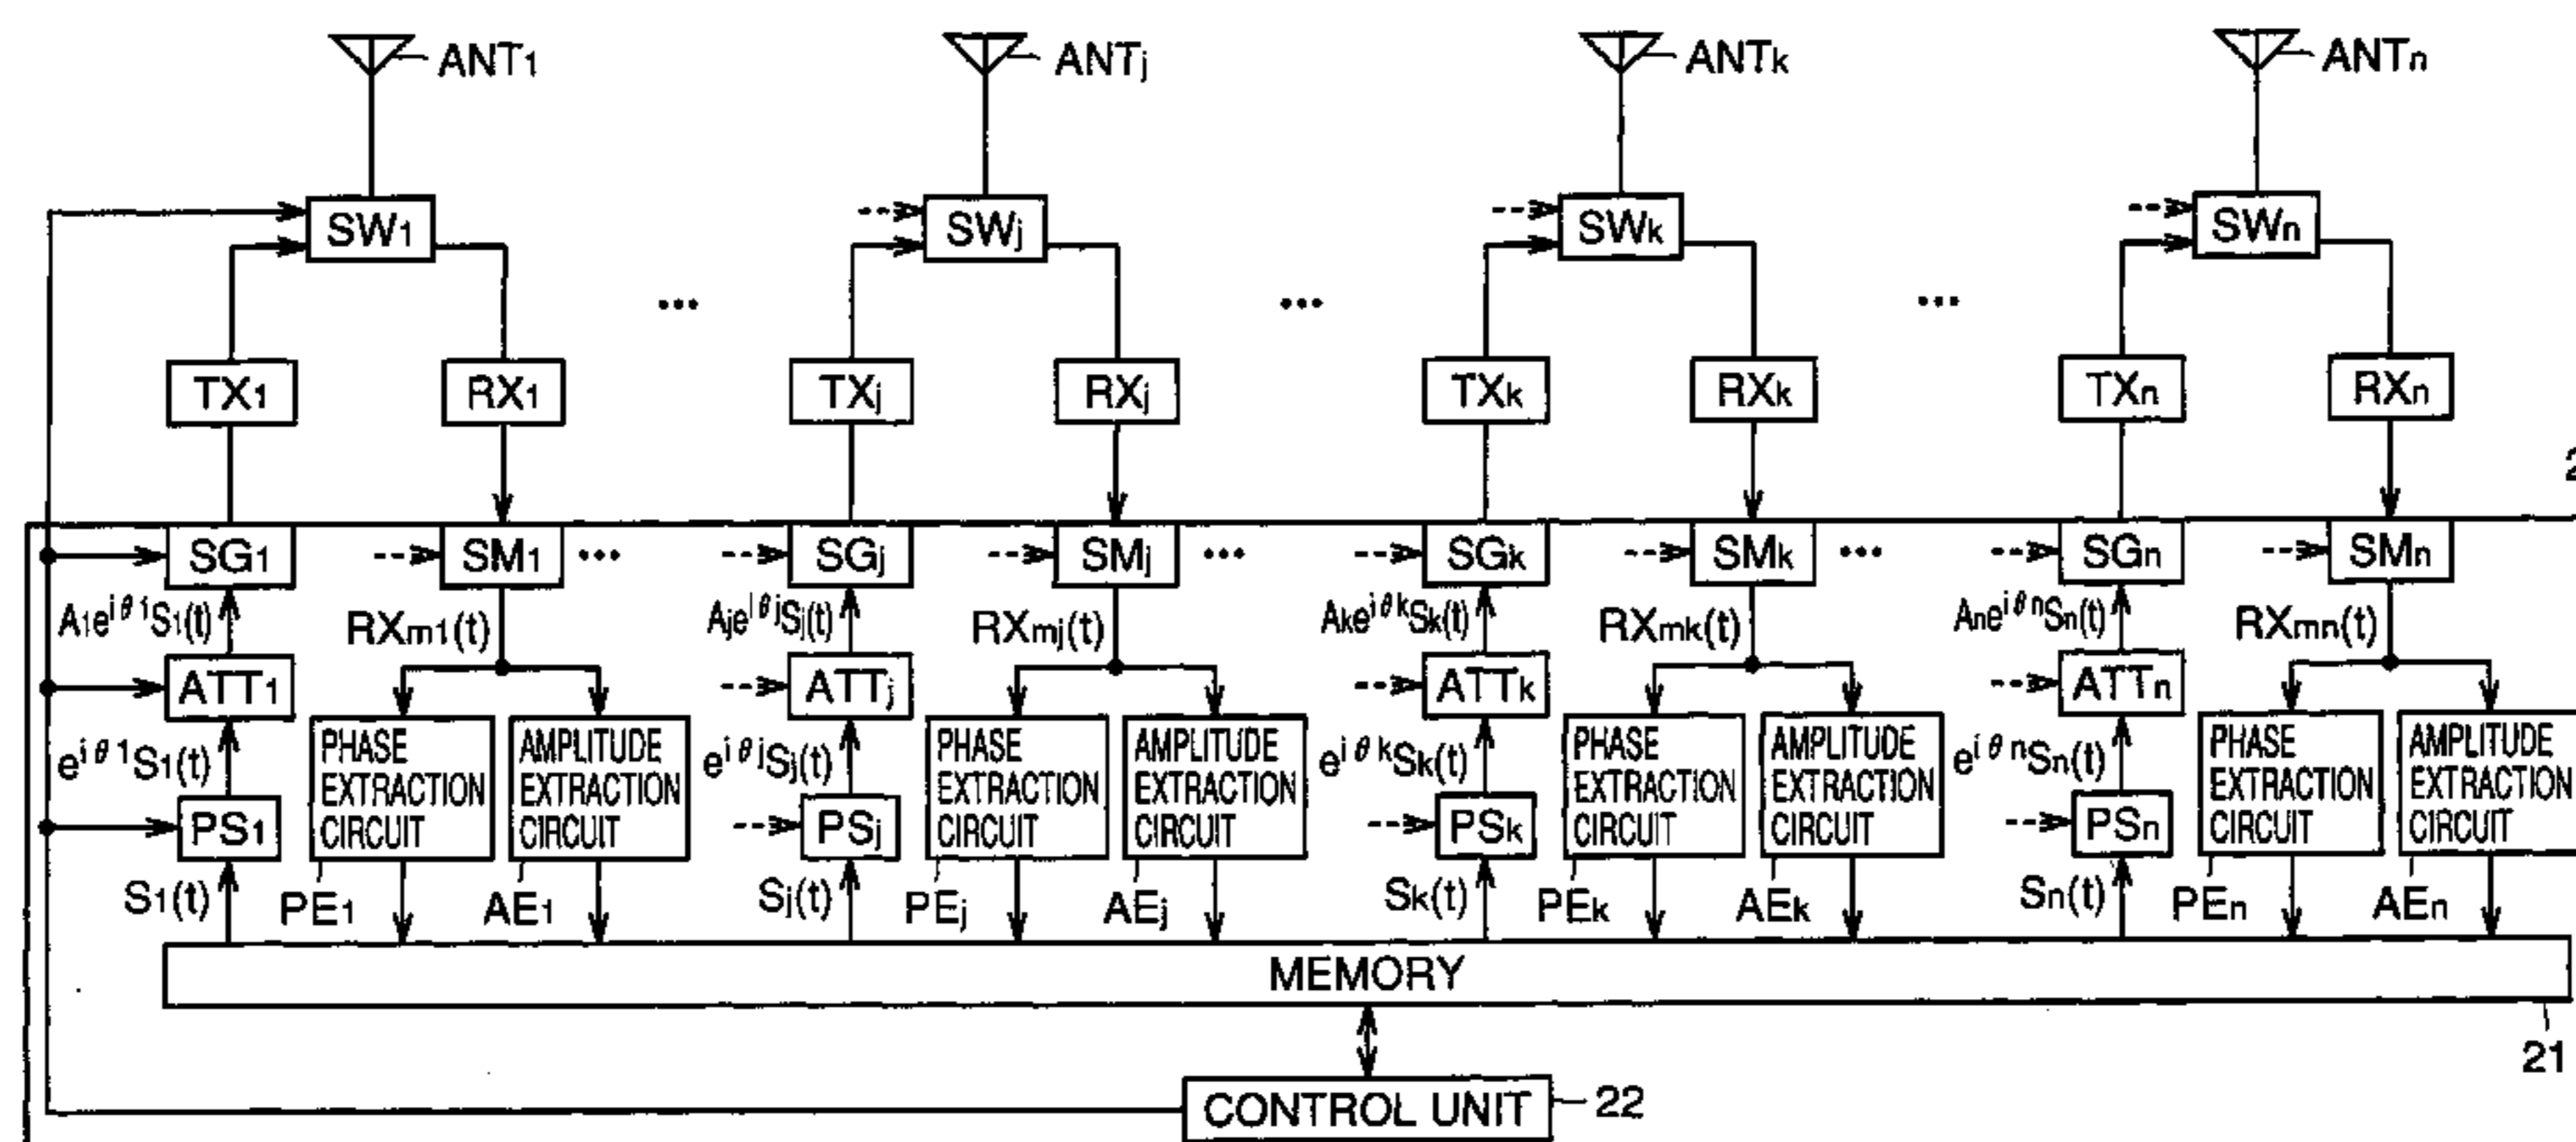 ANT1 ANTj ANTk ANTn
SW1 SWj SWk SWn
... ... ...
TX1 RX1 TXj RXj TXk RXk TXn RXn
2
SG1 SM1 ... SGj SMj ... SGk SMk ... SGn SMn
A1e^iθ1S1(t) RXm1(t) Aje^iθjSj(t) RXmj(t) Ake^iθkSk(t) RXmk(t) Ane^iθnSn(t) RXmn(t)
ATT1 ATTj ATTk ATTn
PHASE AMPLITUDE PHASE AMPLITUDE PHASE AMPLITUDE PHASE AMPLITUDE
e^iθ1S1(t) EXTRACTION EXTRACTION e^iθjSj(t) EXTRACTION EXTRACTION e^iθkSk(t) EXTRACTION EXTRACTION e^iθnSn(t) EXTRACTION EXTRACTION
PS1 CIRCUIT CIRCUIT PSj CIRCUIT CIRCUIT PSk CIRCUIT CIRCUIT PSn CIRCUIT CIRCUIT
S1(t) PE1 AE1 Sj(t) PEj AEj Sk(t) PEk AEk Sn(t) PEn AEn
MEMORY
21
CONTROL UNIT 22